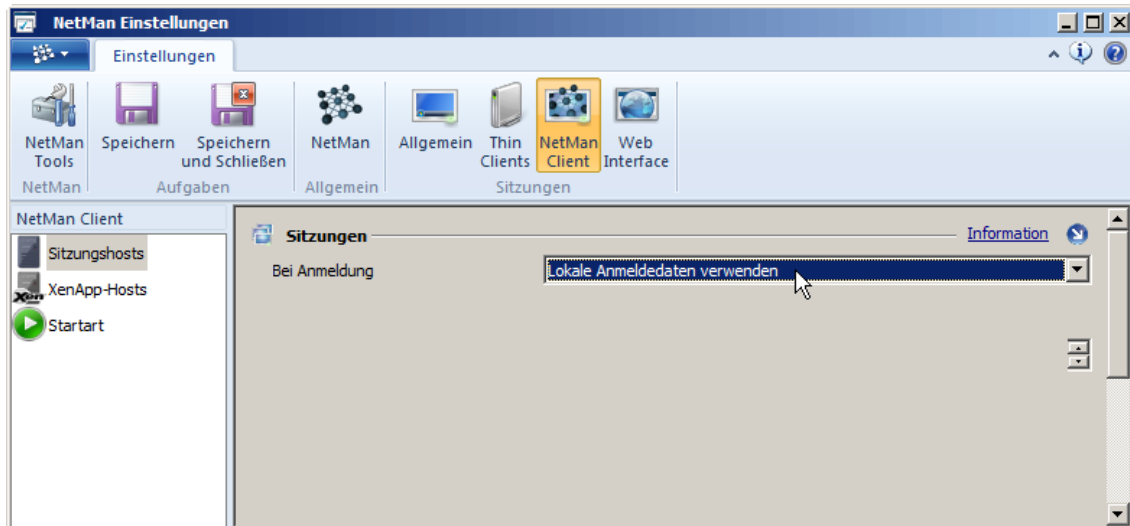 NetMan Einstellungen
Einstellungen
NetMan Tools
Speichern
Speichern und Schließen
NetMan
Allgemein
Thin Clients
NetMan Client
Web Interface
NetMan
Aufgaben
Allgemein
Sitzungen
NetMan Client
Sitzungshosts
Xen XenApp-Hosts
Startart
Sitzungen
Information
Bei Anmeldung
Lokale Anmeldedaten verwenden